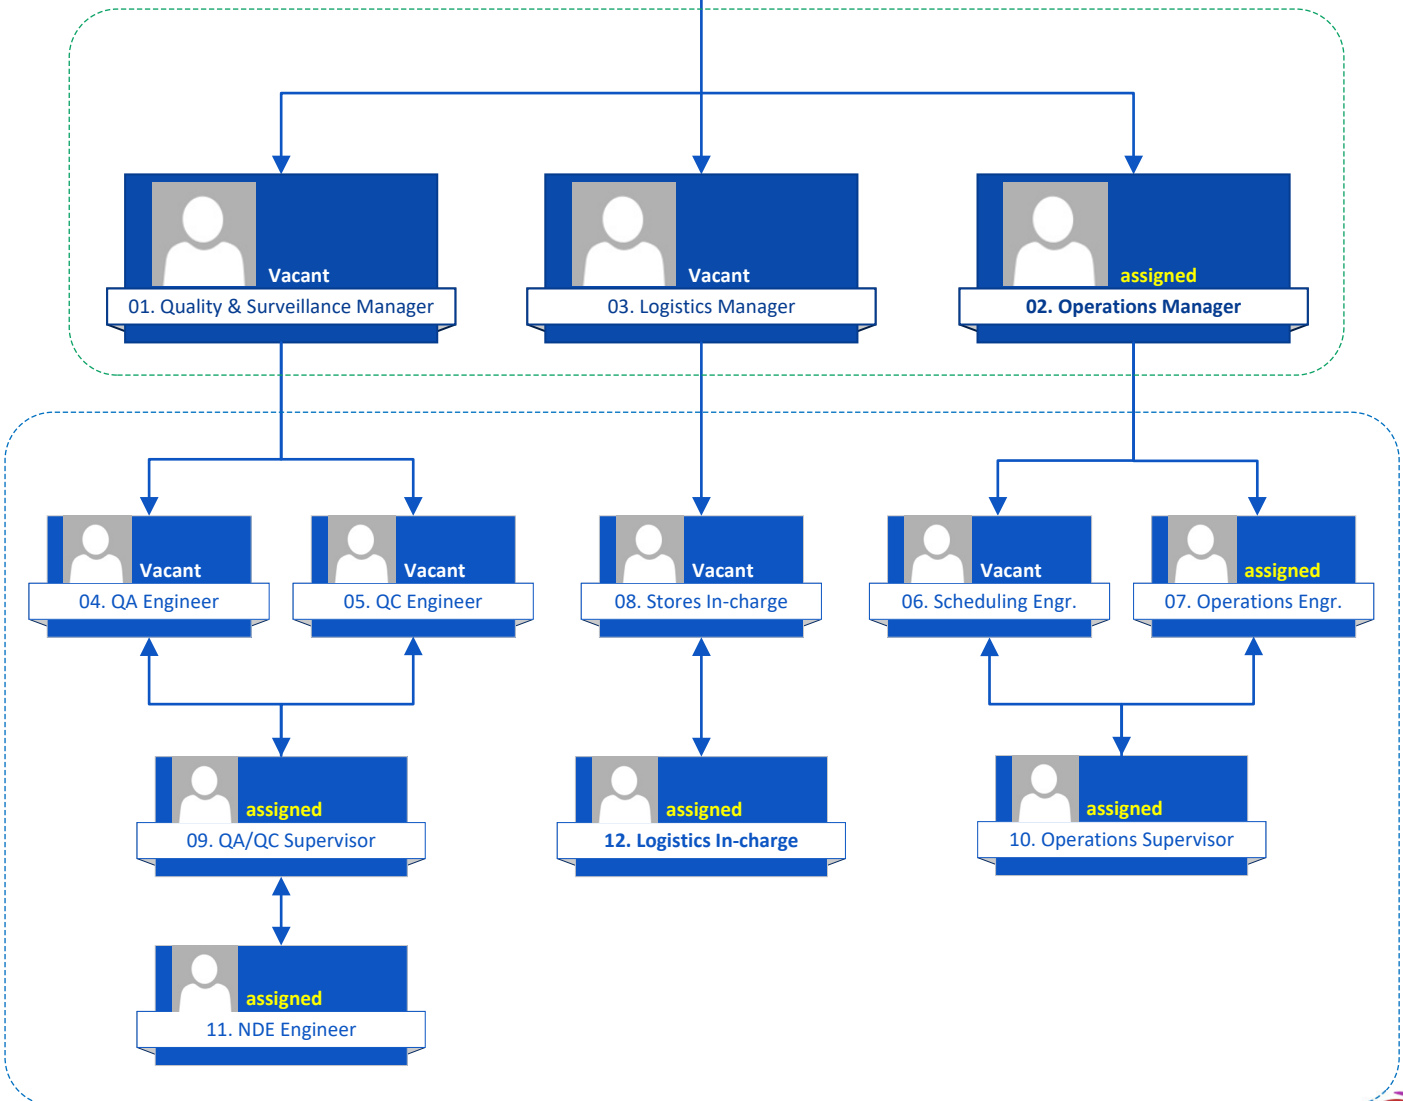 Vacant
01. Quality & Surveillance Manager
Vacant
03. Logistics Manager
assigned
02. Operations Manager
Vacant
04. QA Engineer
Vacant
05. QC Engineer
Vacant
08. Stores In-charge
Vacant
06. Scheduling Engr.
assigned
07. Operations Engr.
assigned
09. QA/QC Supervisor
assigned
12. Logistics In-charge
assigned
10. Operations Supervisor
assigned
11. NDE Engineer